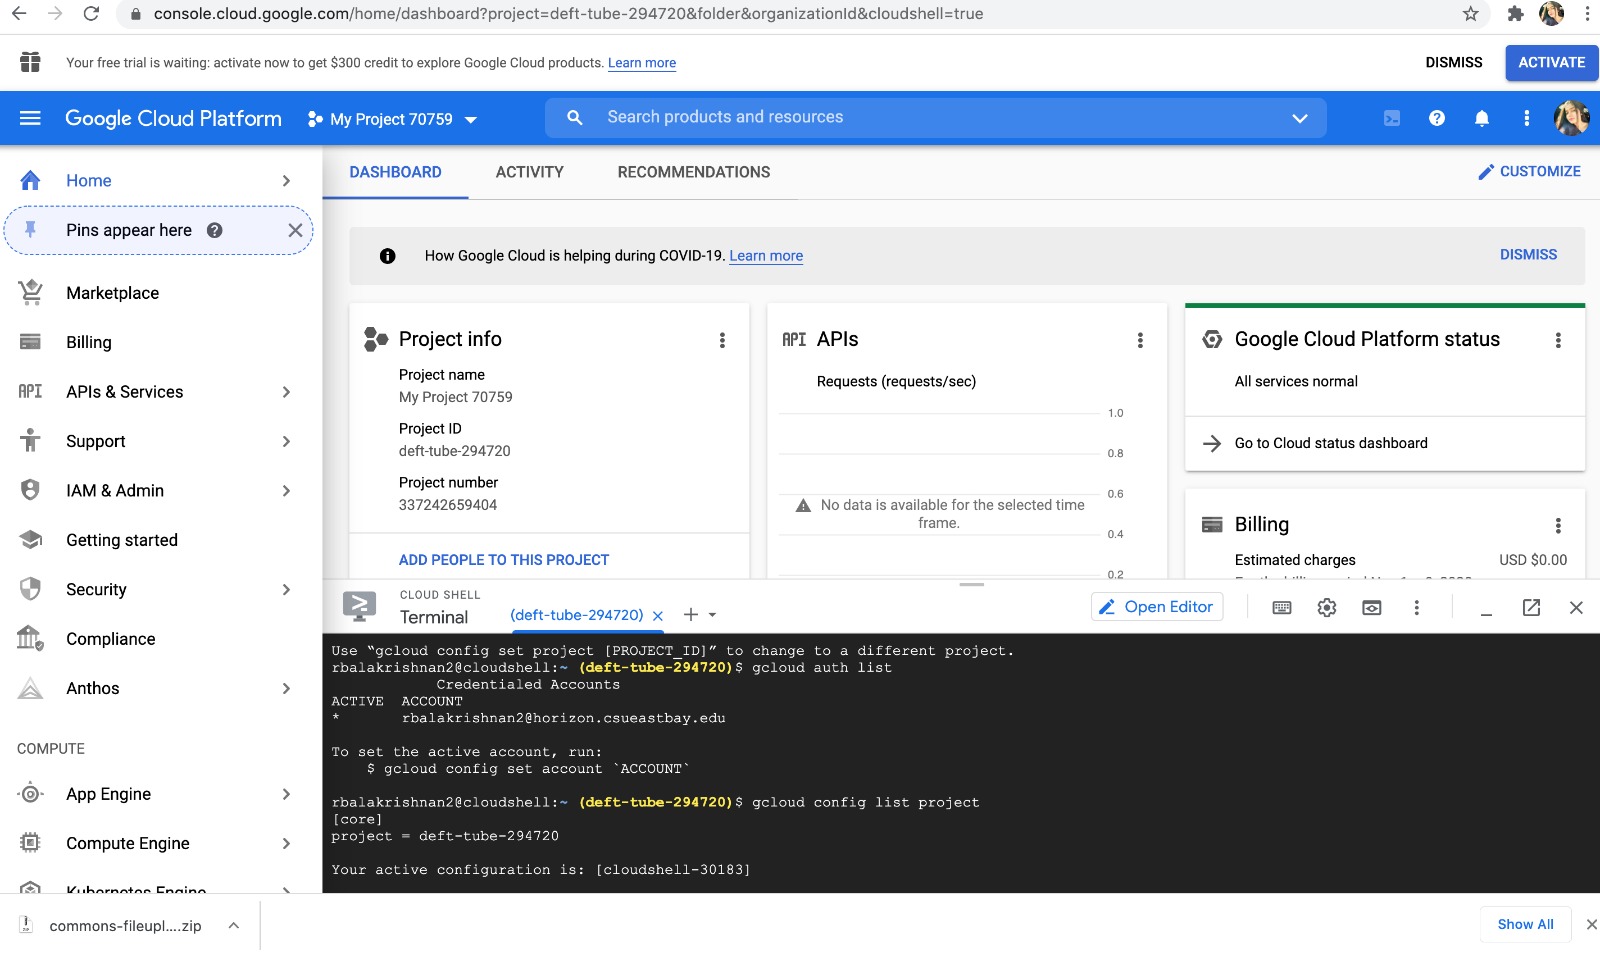 console.cloud.google.com/home/dashboard?project=deft-tube-294720&folder&organizationId&cloudshell=true
Your free trial is waiting: activate now to get $300 credit to explore Google Cloud products. Learn more
DISMISS
ACTIVATE
Google Cloud Platform
My Project 70759
Search products and resources
Home
Pins appear here
Marketplace
Billing
API
APIs & Services
Support
IAM & Admin
Getting started
Security
Compliance
Anthos
COMPUTE
App Engine
Compute Engine
Kubernetes Engine
DASHBOARD
ACTIVITY
RECOMMENDATIONS
CUSTOMIZE
How Google Cloud is helping during COVID-19. Learn more
DISMISS
Project info
Project name
My Project 70759
Project ID
deft-tube-294720
Project number
337242659404
ADD PEOPLE TO THIS PROJECT
API APIs
Requests (requests/sec)
1.0
0.8
0.6
No data is available for the selected time
frame.
0.4
0.2
Google Cloud Platform status
All services normal
Go to Cloud status dashboard
Billing
Estimated charges
USD $0.00
CLOUD SHELL
Terminal
(deft-tube-294720)
Open Editor
Use “gcloud config set project [PROJECT_ID]” to change to a different project.
rbalakrishnan2@cloudshell:~ (deft-tube-294720)$ gcloud auth list
Credentialed Accounts
ACTIVE  ACCOUNT
*       rbalakrishnan2@horizon.csueastbay.edu
To set the active account, run:
$ gcloud config set account `ACCOUNT`
rbalakrishnan2@cloudshell:~ (deft-tube-294720)$ gcloud config list project
[core]
project = deft-tube-294720
Your active configuration is: [cloudshell-30183]
commons-fileupl....zip
Show All